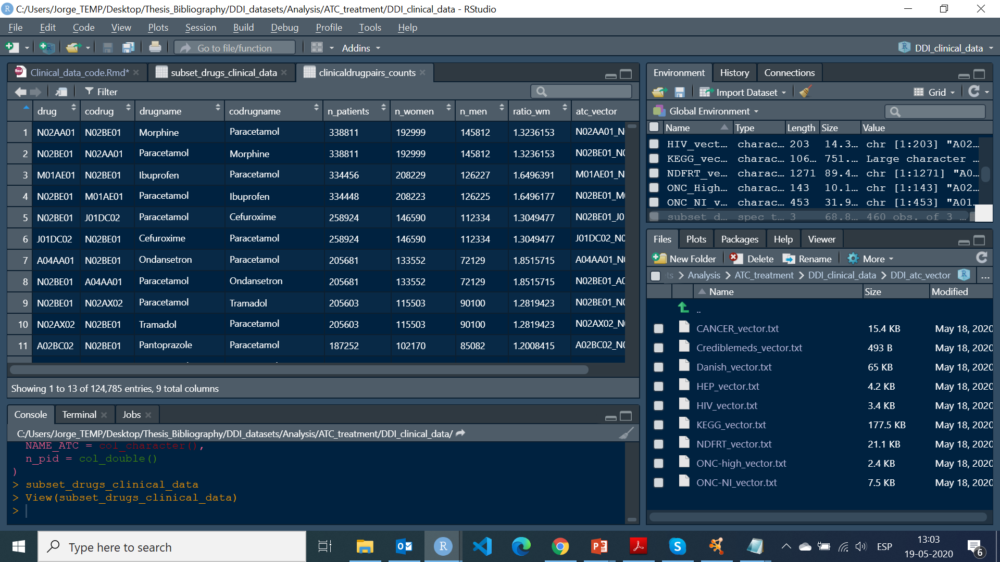 C:/Users/Jorge_TEMP/Desktop/Thesis_Bibliography/DDI_datasets/Analysis/ATC_treatment/DDI_clinical_data - RStudio
File Edit Code View Plots Session Build Debug Profile Tools Help
Go to file/function Addins DDI_clinical_data
Clinical_data_code.Rmd* subset_drugs_clinical_data clinicaldrugpairs_counts
Filter
drug codrug drugname codrugname n_patients n_women n_men ratio_wm atc_vector
1 N02AA01 N02BE01 Morphine Paracetamol 338811 192999 145812 1.3236153 N02AA01_N
2 N02BE01 N02AA01 Paracetamol Morphine 338811 192999 145812 1.3236153 N02BE01_N0
3 M01AE01 N02BE01 Ibuprofen Paracetamol 334456 208229 126227 1.6496391 M01AE01_N
4 N02BE01 M01AE01 Paracetamol Ibuprofen 334448 208223 126225 1.6496177 N02BE01_M
5 N02BE01 J01DC02 Paracetamol Cefuroxime 258924 146590 112334 1.3049477 N02BE01_J0
6 J01DC02 N02BE01 Cefuroxime Paracetamol 258924 146590 112334 1.3049477 J01DC02_N0
7 A04AA01 N02BE01 Ondansetron Paracetamol 205681 133552 72129 1.8515715 A04AA01_N0
8 N02BE01 A04AA01 Paracetamol Ondansetron 205681 133552 72129 1.8515715 N02BE01_A0
9 N02BE01 N02AX02 Paracetamol Tramadol 205603 115503 90100 1.2819423 N02BE01_N0
10 N02AX02 N02BE01 Tramadol Paracetamol 205603 115503 90100 1.2819423 N02AX02_N
11 A02BC02 N02BE01 Pantoprazole Paracetamol 187252 102170 85082 1.2008415 A02BC02_N0
Showing 1 to 13 of 124,785 entries, 9 total columns
Console Terminal Jobs
C:/Users/Jorge_TEMP/Desktop/Thesis_Bibliography/DDI_datasets/Analysis/ATC_treatment/DDI_clinical_data/
NAME_ATC = col_character(),
n_pid = col_double()
)
> subset_drugs_clinical_data
> View(subset_drugs_clinical_data)
>
Environment History Connections
Import Dataset Grid
Global Environment
Name Type Length Size Value
HIV_vect… charac… 203 14.3… chr [1:203] "A02…
KEGG_vec… charac… 106… 751.… Large character …
NDFRT_ve… charac… 1271 89.4… chr [1:1271] "A0…
ONC_High… charac… 143 10.1… chr [1:143] "A02…
ONC_NI_v… charac… 453 31.9… chr [1:453] "A01…
subset_d… spec_t… 3 68.8… 460 obs. of 3 …
Files Plots Packages Help Viewer
New Folder Delete Rename More
ts > Analysis > ATC_treatment > DDI_clinical_data > DDI_atc_vector ...
Name Size Modified
..
CANCER_vector.txt 15.4 KB May 18, 2020
Crediblemeds_vector.txt 493 B May 18, 2020
Danish_vector.txt 65 KB May 18, 2020
HEP_vector.txt 4.2 KB May 18, 2020
HIV_vector.txt 3.4 KB May 18, 2020
KEGG_vector.txt 177.5 KB May 18, 2020
NDFRT_vector.txt 21.1 KB May 18, 2020
ONC-high_vector.txt 2.4 KB May 18, 2020
ONC-NI_vector.txt 7.5 KB May 18, 2020
Type here to search
ESP
13:03
19-05-2020
6